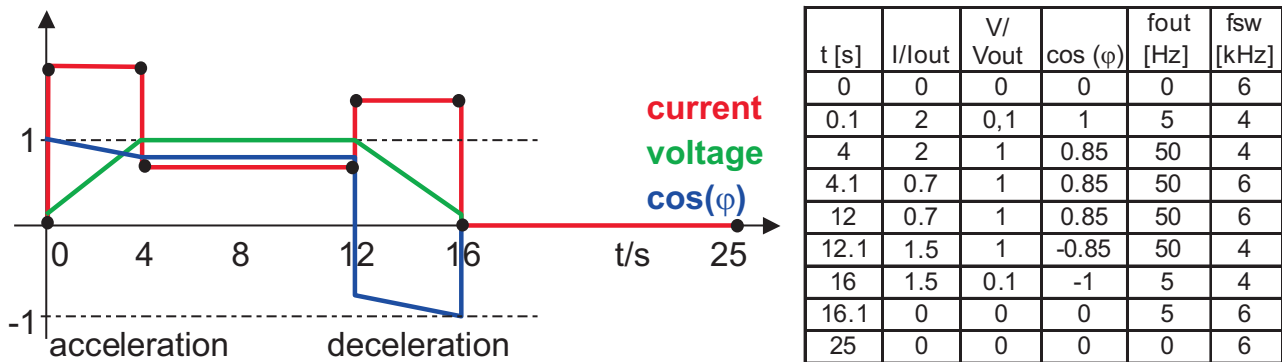 1
-1
0 4 8 12 16 t/s 25
acceleration deceleration
current
voltage
cos(φ)
t [s] I/Iout V/ Vout cos (φ) fout [Hz] fsw [kHz]
0 0 0 0 0 6
0.1 2 0,1 1 5 4
4 2 1 0.85 50 4
4.1 0.7 1 0.85 50 6
12 0.7 1 0.85 50 6
12.1 1.5 1 -0.85 50 4
16 1.5 0.1 -1 5 4
16.1 0 0 0 5 6
25 0 0 0 0 6